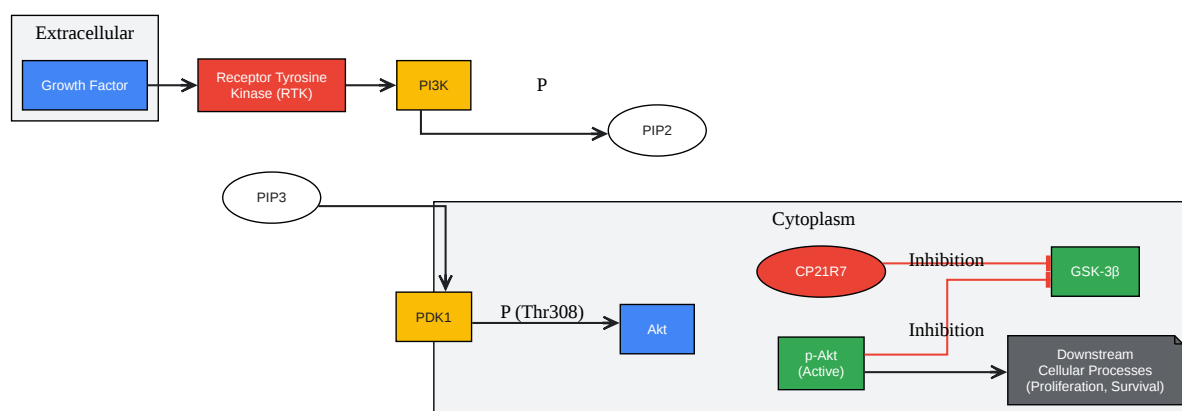 Extracellular
Growth Factor
Receptor Tyrosine
Kinase (RTK)
PI3K
P
PIP2
PIP3
Cytoplasm
CP21R7
Inhibition
GSK-3β
PDK1
P (Thr308)
Akt
Inhibition
p-Akt
(Active)
Downstream
Cellular Processes
(Proliferation, Survival)